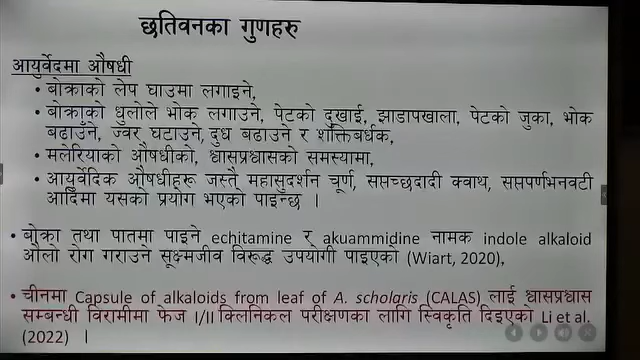 छतिवनका गुणहरु
आयुर्वेदमा औषधी
• बोक्राको लेप घाउमा लगाइने,
• बोक्राको धुलोले भोक लगाउने, पेटको दुखाई, झाडापखाला, पेटको जुका, भोक
बढाउँने, ज्वर घटाउने, दुध बढाउने र शक्तिबर्धक,
• मलेरियाको औषधीको, श्वासप्रश्वासको समस्यामा,
• आयुर्वेदिक औषधीहरू जस्तै महासुदर्शन चूर्ण, सप्तच्छदादी क्वाथ, सप्तपर्णभनवटी
आदिमा यसको प्रयोग भएको पाइन्छ ।
• बोक्रा तथा पातमा पाइने echitamine र akuammidine नामक indole alkaloid
औलो रोग गराउने सूक्ष्मजीव विरूद्ध उपयोगी पाइएको (Wiart, 2020),
• चीनमा Capsule of alkaloids from leaf of A. scholaris (CALAS) लाई श्वासप्रश्वास
सम्बन्धी विरामीमा फेज I/II क्लिनिकल परीक्षणका लागि स्विकृति दिइएको Li et al.
(2022) ।